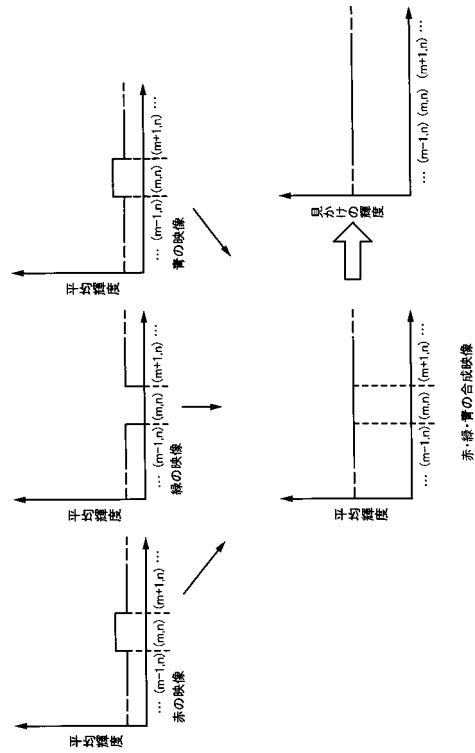 平均輝度
… (m-1,n) (m,n) (m+1,n) …
赤の映像
平均輝度
… (m-1,n) (m,n) (m+1,n) …
緑の映像
平均輝度
… (m-1,n) (m,n) (m+1,n) …
青の映像
平均輝度
… (m-1,n) (m,n) (m+1,n) …
赤・緑・青の合成映像
見かけの輝度
… (m-1,n) (m,n) (m+1,n) …